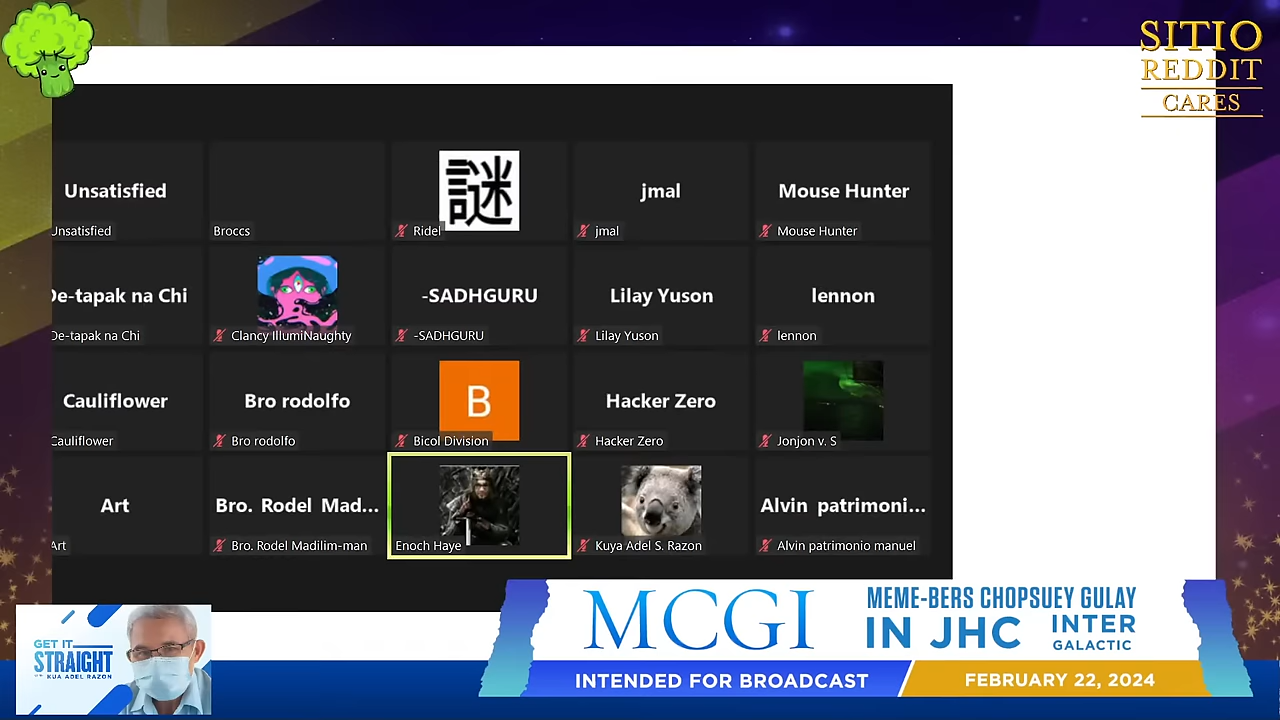 SITIO
REDDIT
CARES
Unsatisfied
Unsatisfied
Broccs
謎
Ridel
jmal
jmal
Mouse Hunter
Mouse Hunter
De-tapak na Chi
De-tapak na Chi
Clancy IllumiNaughty
-SADHGURU
-SADHGURU
Lilay Yuson
Lilay Yuson
lennon
lennon
Cauliflower
Cauliflower
Bro rodolfo
Bro rodolfo
B
Bicol Division
Hacker Zero
Hacker Zero
Jonjon v. S
Art
Art
Bro. Rodel Mad...
Bro. Rodel Madilim-man
Enoch Haye
Kuya Adel S. Razon
Alvin patrimoni...
Alvin patrimonio manuel
GET IT
STRAIGHT
KUA ADEL RAZON
MCGI
MEME-BERS CHOPSUEY GULAY
IN JHC
INTER
GALACTIC
INTENDED FOR BROADCAST
FEBRUARY 22, 2024